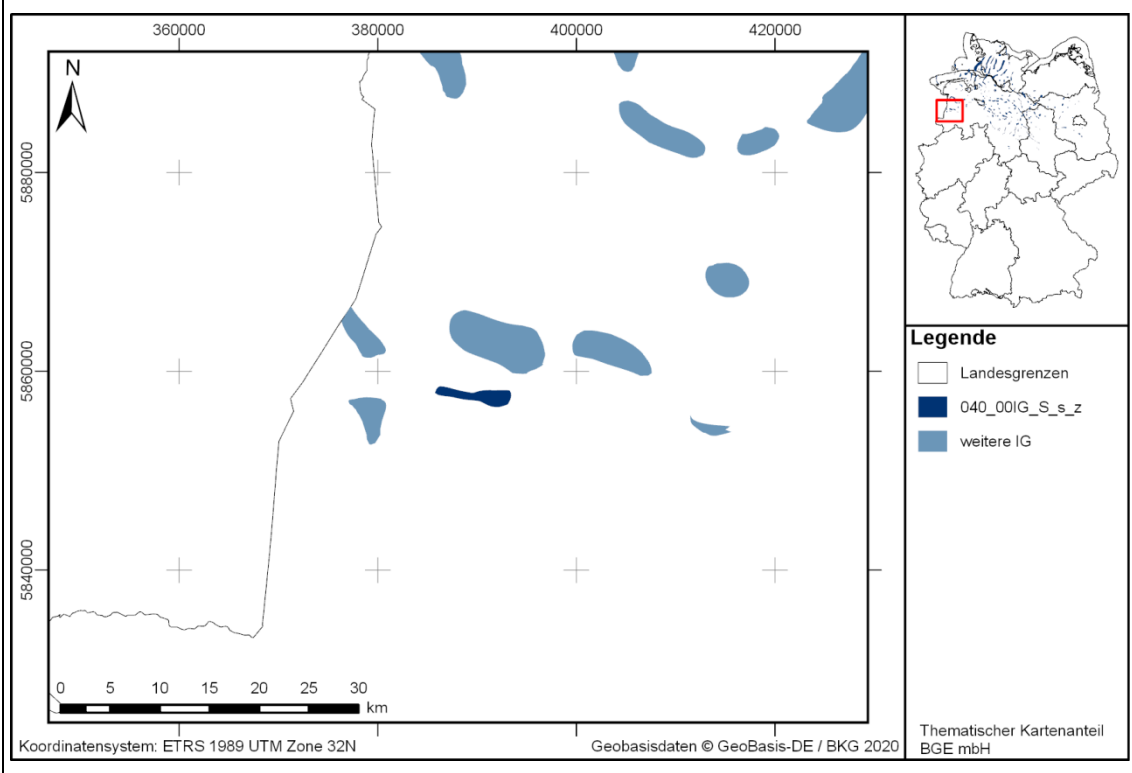 360000 380000 400000 420000
N
5880000
5860000
5840000
0 5 10 15 20 25 30
km
Koordinatensystem: ETRS 1989 UTM Zone 32N
Geobasisdaten © GeoBasis-DE / BKG 2020
Legende
Landesgrenzen
040_00IG_S_s_z
weitere IG
Thematischer Kartenanteil
BGE mbH